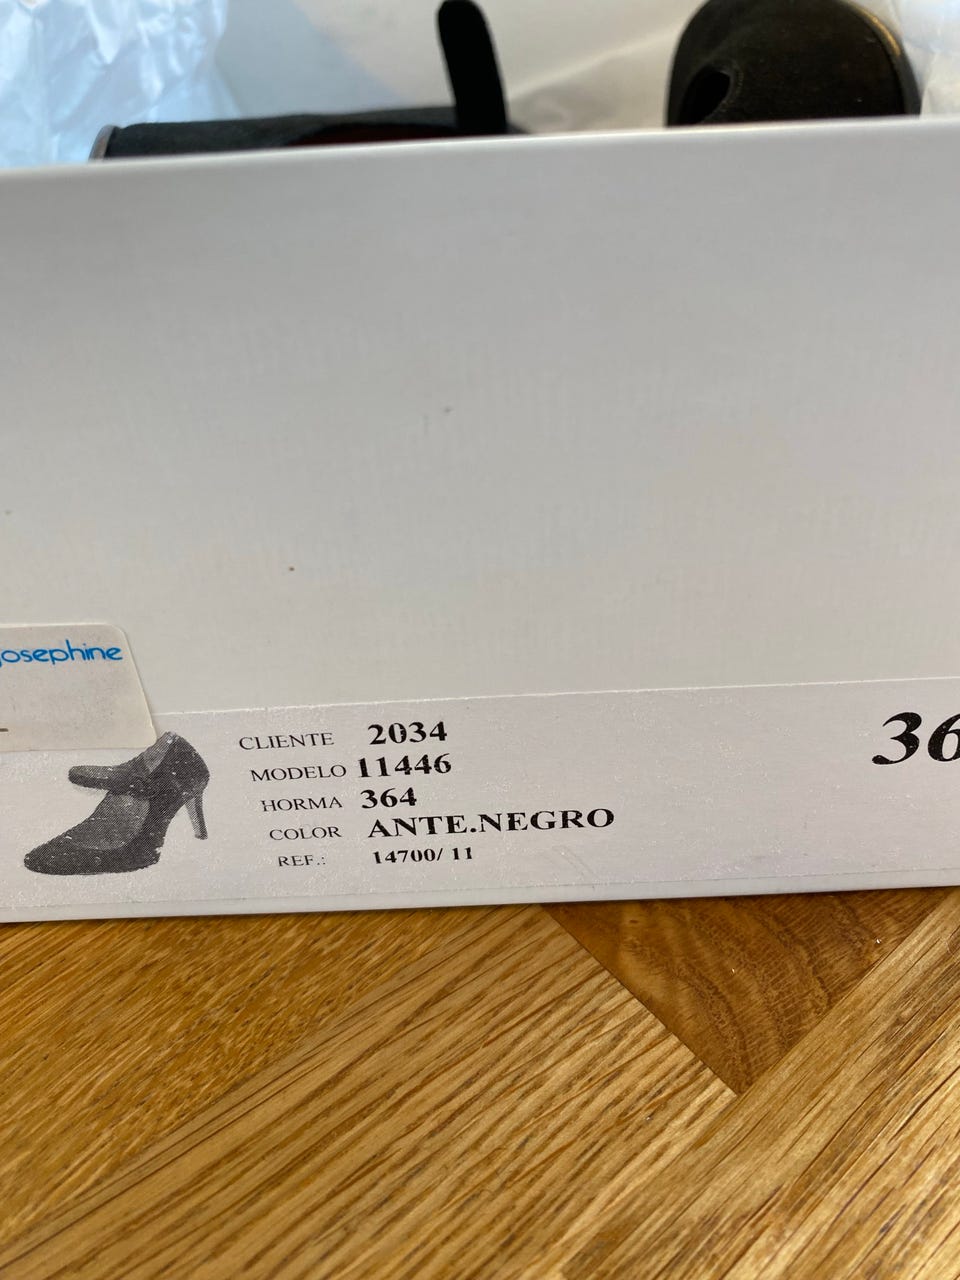 josephine
CLIENTE 2034
MODELO 11446
HORMA 364
COLOR ANTE.NEGRO
REF.: 14700/ 11
36